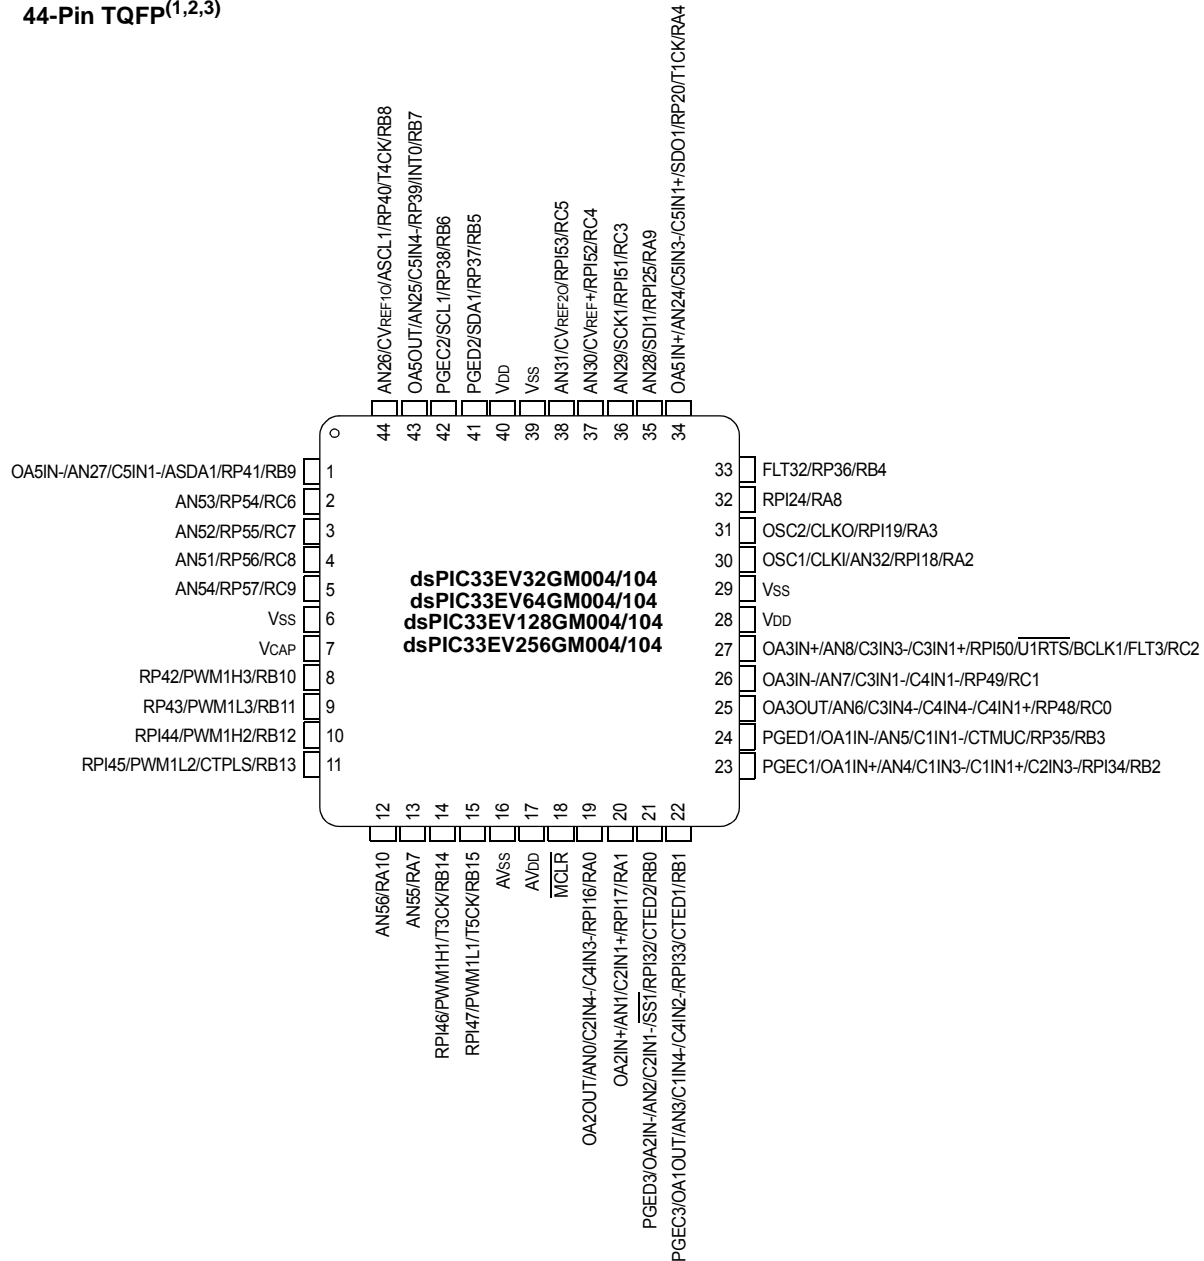 44-Pin TQFP(1,2,3)
AN26/CVREF1O/ASCL1/RP40/T4CK/RB8
OA5OUT/AN25/C5IN4-/RP39/INT0/RB7
PGEC2/SCL1/RP38/RB6
PGED2/SDA1/RP37/RB5
VDD
VSS
AN31/CVREF2O/RPI53/RC5
AN30/CVREF+/RPI52/RC4
AN29/SCK1/RPI51/RC3
AN28/SDI1/RPI25/RA9
OA5IN+/AN24/C5IN3-/C5IN1+/SDO1/RP20/T1CK/RA4
44 43 42 41 40 39 38 37 36 35 34
OA5IN-/AN27/C5IN1-/ASDA1/RP41/RB9 1
AN53/RP54/RC6 2
AN52/RP55/RC7 3
AN51/RP56/RC8 4
AN54/RP57/RC9 5
VSS 6
VCAP 7
RP42/PWM1H3/RB10 8
RP43/PWM1L3/RB11 9
RPI44/PWM1H2/RB12 10
RPI45/PWM1L2/CTPLS/RB13 11
dsPIC33EV32GM004/104
dsPIC33EV64GM004/104
dsPIC33EV128GM004/104
dsPIC33EV256GM004/104
33 FLT32/RP36/RB4
32 RPI24/RA8
31 OSC2/CLKO/RPI19/RA3
30 OSC1/CLKI/AN32/RPI18/RA2
29 VSS
28 VDD
27 OA3IN+/AN8/C3IN3-/C3IN1+/RPI50/U1RTS/BCLK1/FLT3/RC2
26 OA3IN-/AN7/C3IN1-/C4IN1-/RP49/RC1
25 OA3OUT/AN6/C3IN4-/C4IN4-/C4IN1+/RP48/RC0
24 PGED1/OA1IN-/AN5/C1IN1-/CTMUC/RP35/RB3
23 PGEC1/OA1IN+/AN4/C1IN3-/C1IN1+/C2IN3-/RPI34/RB2
12 13 14 15 16 17 18 19 20 21 22
AN56/RA10
AN55/RA7
RPI46/PWM1H1/T3CK/RB14
RPI47/PWM1L1/T5CK/RB15
AVSS
AVDD
MCLR
OA2OUT/AN0/C2IN4-/C4IN3-/RPI16/RA0
OA2IN+/AN1/C2IN1+/RPI17/RA1
PGED3/OA2IN-/AN2/C2IN1-/SS1/RPI32/CTED2/RB0
PGEC3/OA1OUT/AN3/C1IN4-/C4IN2-/RPI33/CTED1/RB1